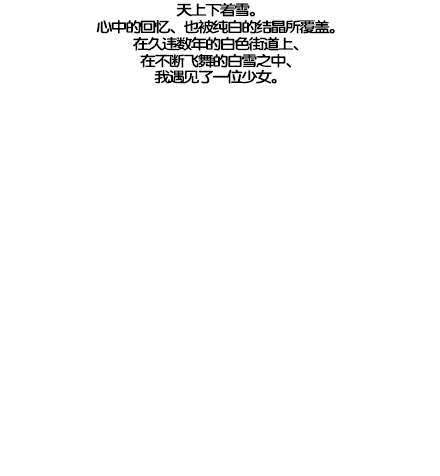 天上下着雪。
心中的回忆、也被纯白的结晶所覆盖。
在久违数年的白色街道上、
在不断飞舞的白雪之中、
我遇见了一位少女。